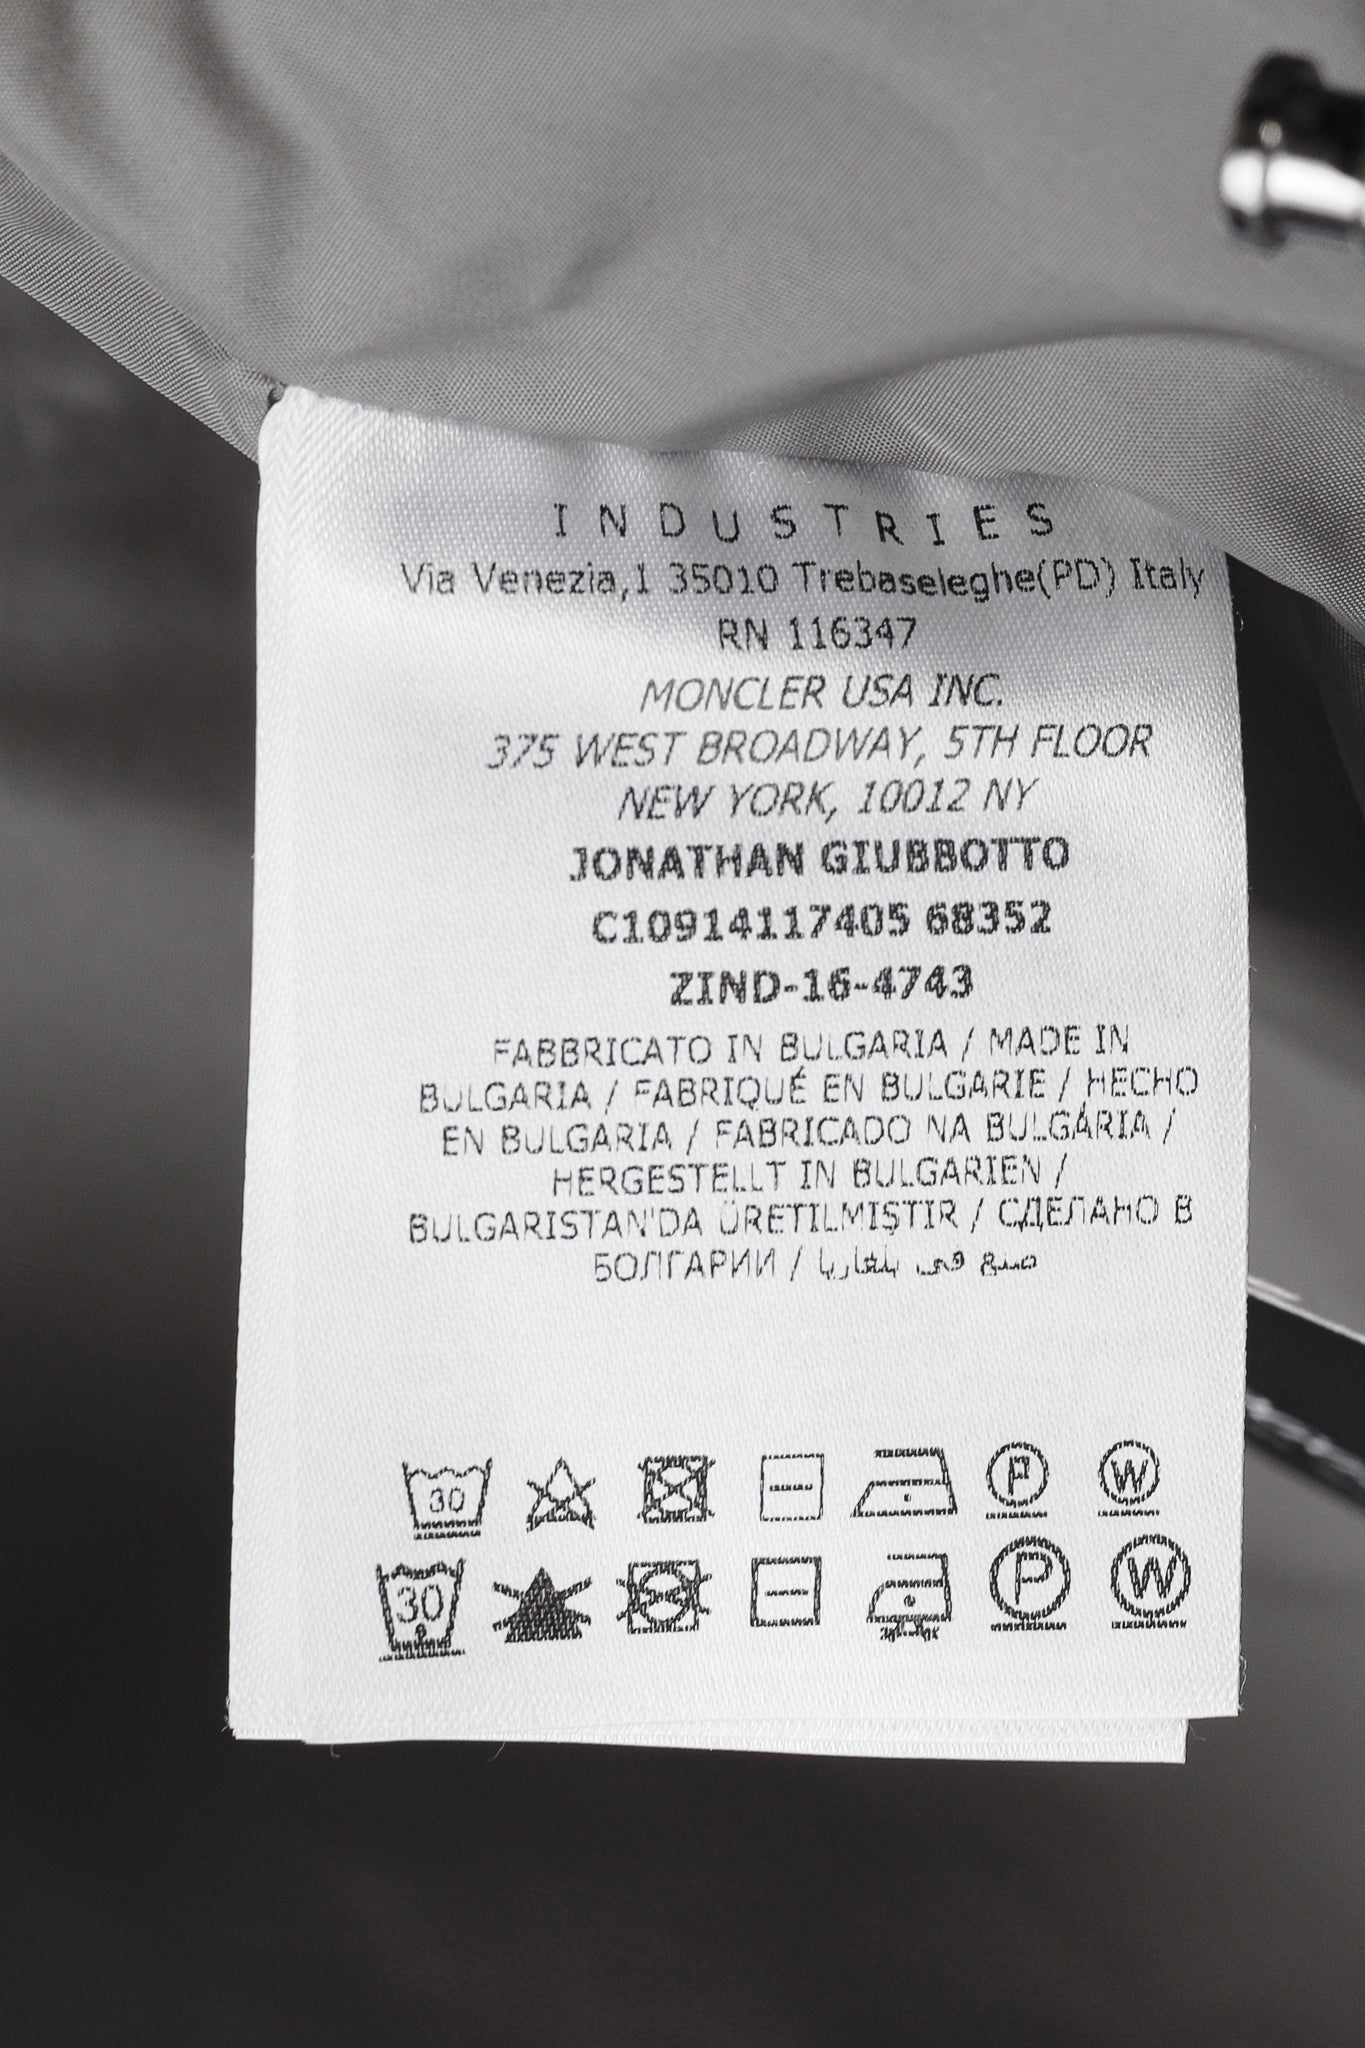 INDUSTRIES
Via Venezia,1 35010 Trebaseleghe(PD) Italy
RN 116347
MONCLER USA INC.
375 WEST BROADWAY, 5TH FLOOR
NEW YORK, 10012 NY
JONATHAN GIUBBOTTO
C10914117405 68352
ZIND-16-4743
FABBRICATO IN BULGARIA / MADE IN
BULGARIA / FABRIQUÉ EN BULGARIE / HECHO
EN BULGARIA / FABRICADO NA BULGÁRIA /
HERGESTELLT IN BULGARIEN /
BULGARISTAN'DA ÜRETILMIŞTIR / СДЕЛАНО В
БОЛГАРИИ / صنع في بلغاريا
30 P W
30 P W